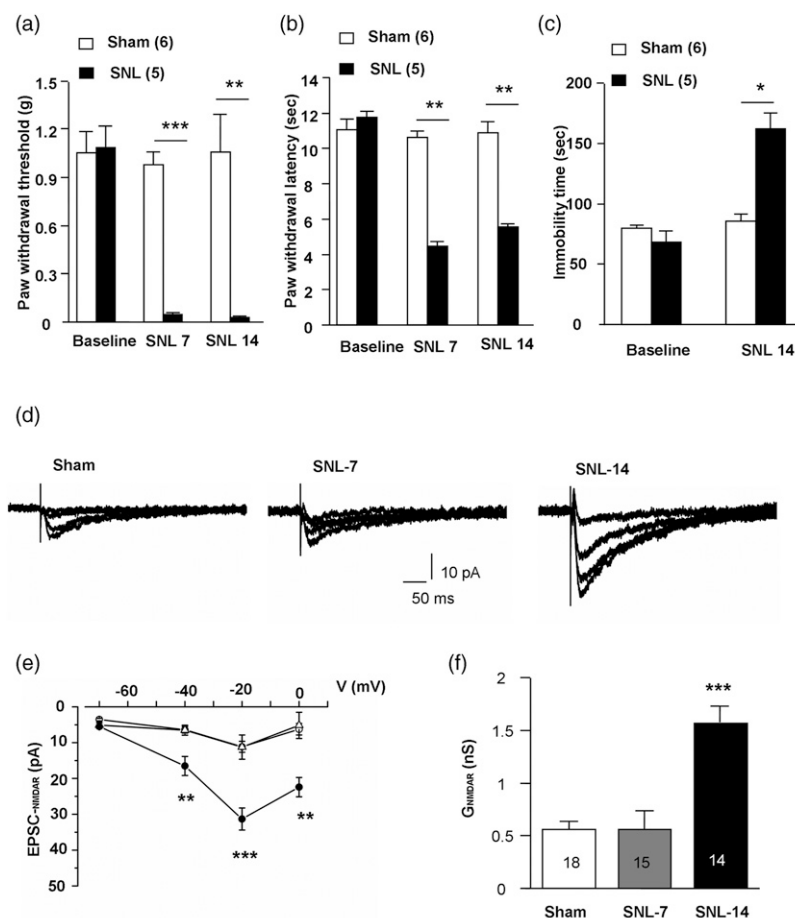 (a)
Sham (6)
SNL (5)
Paw withdrawal threshold (g)
1.5
1.2
0.9
0.6
0.3
0
***
**
Baseline SNL 7 SNL 14
(b)
Sham (6)
SNL (5)
Paw withdrawal latency (sec)
14
12
10
8
6
4
2
0
**
**
Baseline SNL 7 SNL 14
(c)
Sham (6)
SNL (5)
Immobility time (sec)
200
150
100
50
0
*
Baseline SNL 14
(d)
Sham
SNL-7
SNL-14
10 pA
50 ms
(e)
-60 -40 -20 0 V (mV)
EPSC-NMDAR (pA)
0
10
20
30
40
50
**
***
**
(f)
GNMDAR (nS)
2
1.5
1
0.5
0
***
18 15 14
Sham SNL-7 SNL-14